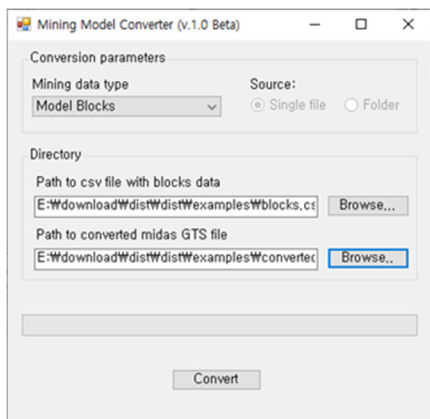 Mining Model Converter (v.1.0 Beta)
Conversion parameters
Mining data type
Source:
Model Blocks
Single file
Folder
Directory
Path to csv file with blocks data
E:₩download₩dist₩dist₩examples₩blocks,cs
Browse,,,
Path to converted midas GTS file
E:₩download₩dist₩dist₩examples₩converted
Browse,,
Convert